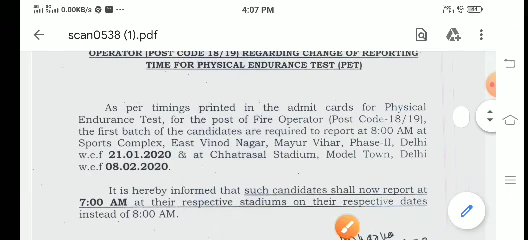 0.00KB/s
4:07 PM
scan0538 (1).pdf
OPERATOR (POST CODE 18/19) REGARDING CHANGE OF REPORTING
TIME FOR PHYSICAL ENDURANCE TEST (PET)
As per timings printed in the admit cards for Physical
Endurance Test, for the post of Fire Operator (Post Code-18/19),
the first batch of the candidates are required to report at 8:00 AM at
Sports Complex, East Vinod Nagar, Mayur Vihar, Phase-II, Delhi
w.e.f 21.01.2020 & at Chhatrasal Stadium, Model Town, Delhi
w.e.f 08.02.2020.
It is hereby informed that such candidates shall now report at
7:00 AM at their respective stadiums on their respective dates
instead of 8:00 AM.